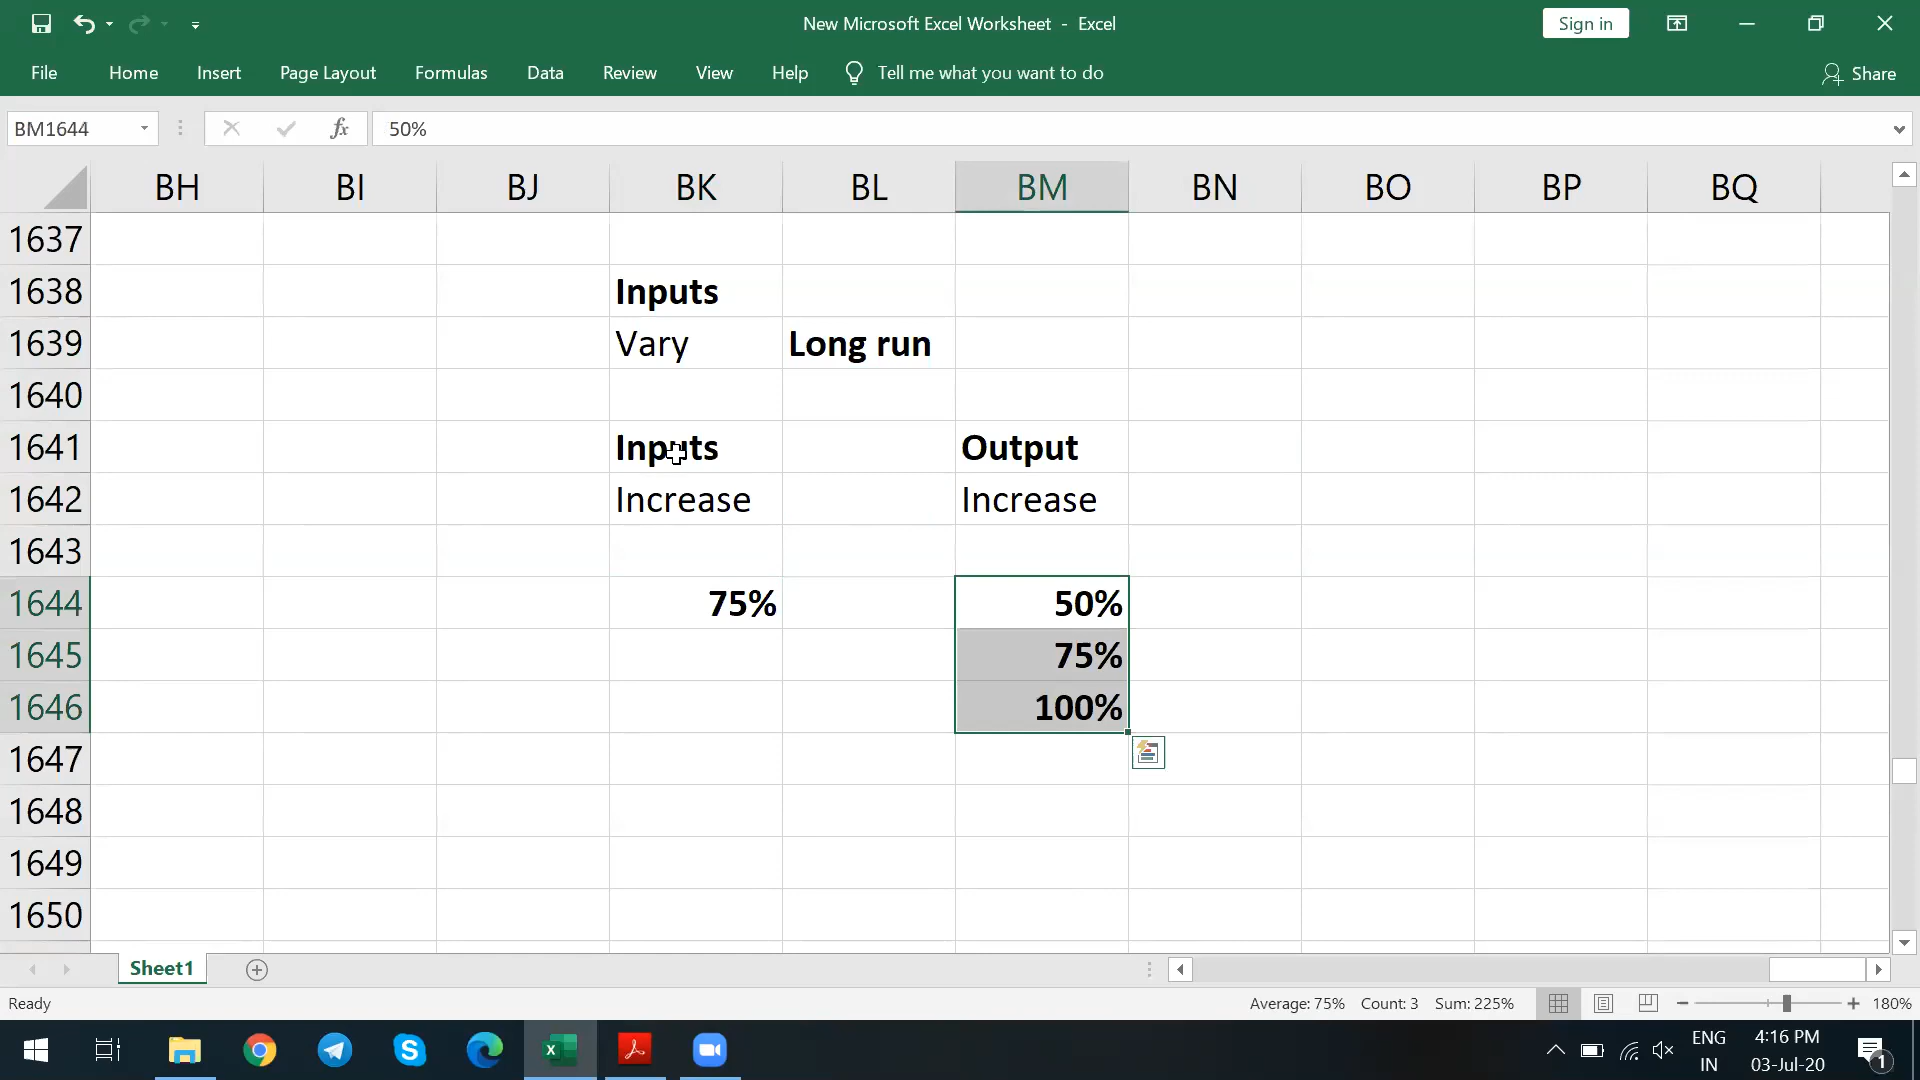 New Microsoft Excel Worksheet - Excel
Sign in
File Home Insert Page Layout Formulas Data Review View Help Tell me what you want to do Share
BM1644 fx 50%
BH BI BJ BK BL BM BN BO BP BQ
1637
1638 Inputs
1639 Vary Long run
1640
1641 Inputs Output
1642 Increase Increase
1643
1644 75% 50%
1645 75%
1646 100%
1647
1648
1649
1650
Sheet1
Ready Average: 75% Count: 3 Sum: 225% 180%
ENG 4:16 PM
IN 03-Jul-20 1